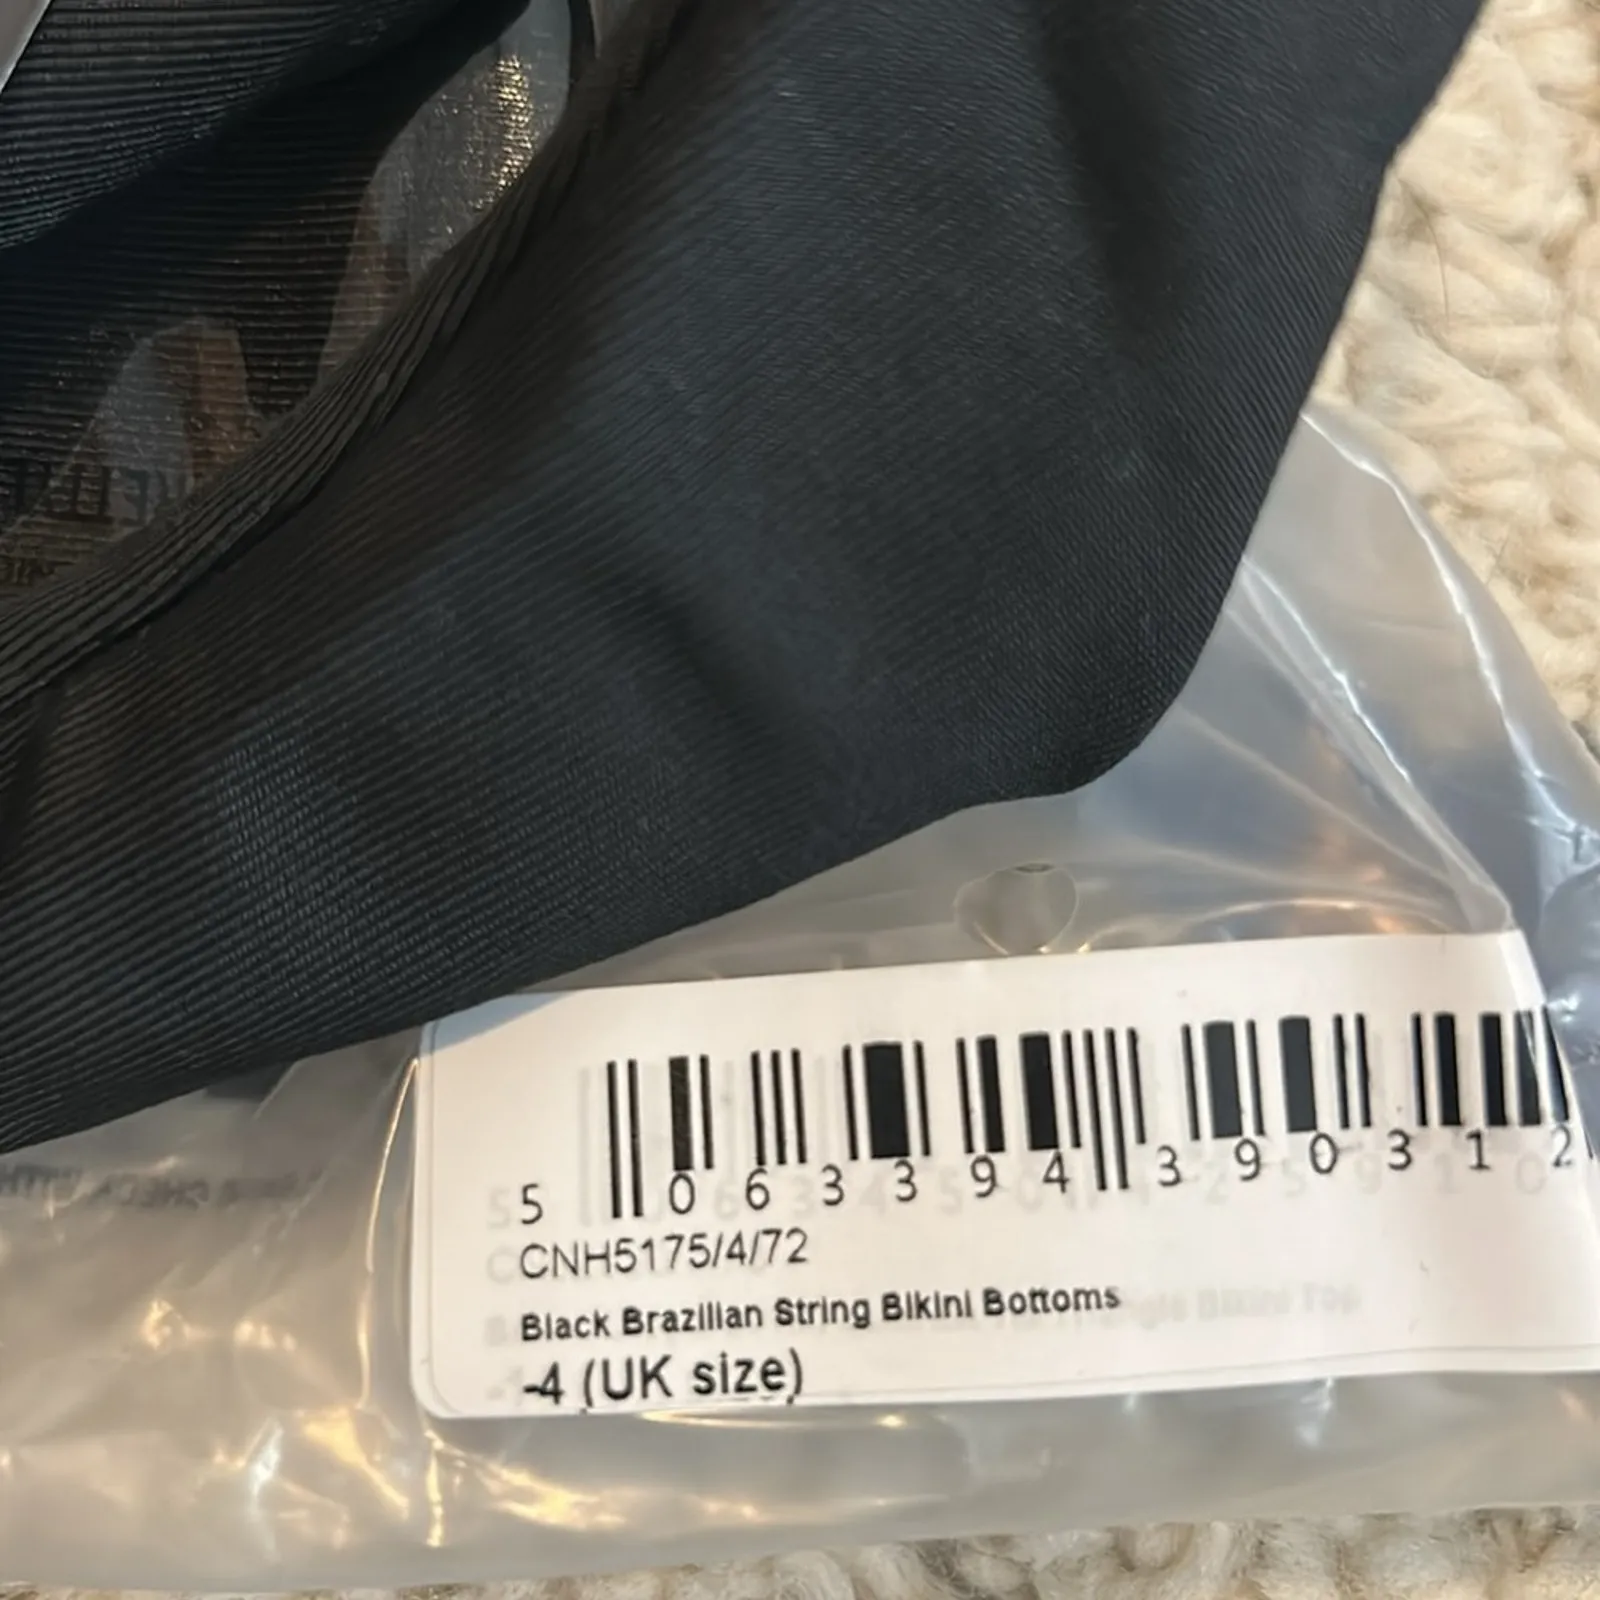 5 063394 390312
CNH5175/4/72
Black Brazilian String Bikini Bottoms
-4 (UK size)